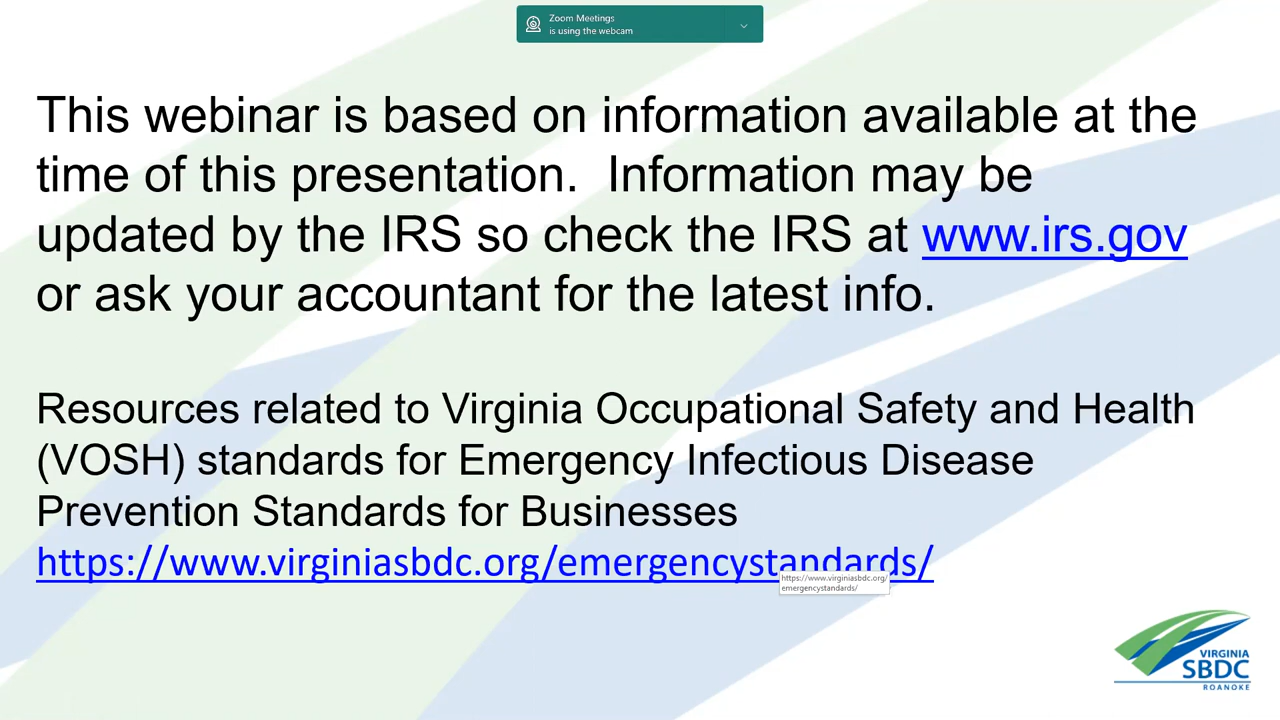 Zoom Meetings
is using the webcam
This webinar is based on information available at the
time of this presentation.  Information may be
updated by the IRS so check the IRS at www.irs.gov
or ask your accountant for the latest info.
Resources related to Virginia Occupational Safety and Health
(VOSH) standards for Emergency Infectious Disease
Prevention Standards for Businesses
https://www.virginiasbdc.org/emergencystandards/
https://www.virginiasbdc.org/
emergencystandards/
VIRGINIA
SBDC
ROANOKE